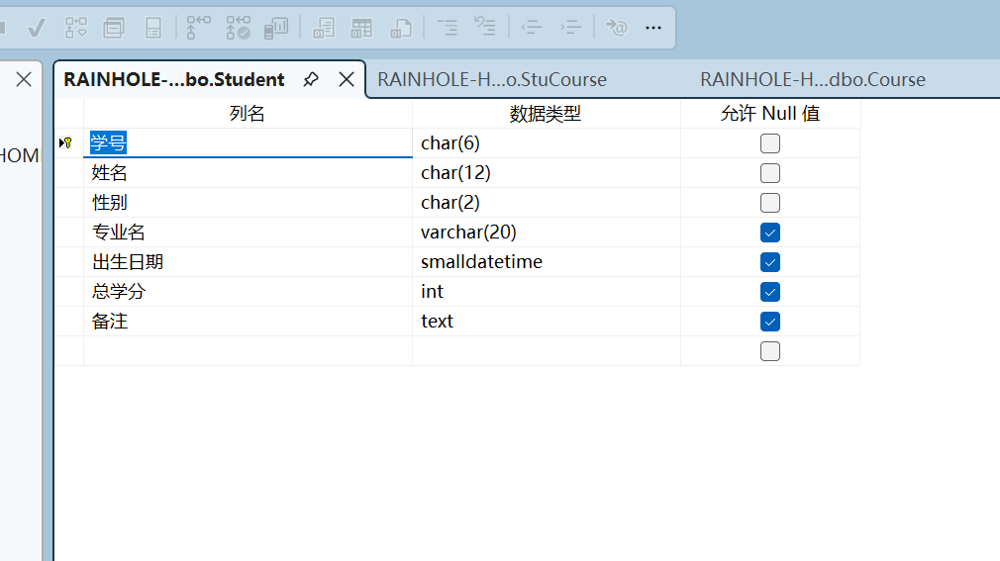 RAINHOLE-...bo.Student RAINHOLE-H...o.StuCourse RAINHOLE-H...dbo.Course
列名 数据类型 允许 Null 值
HOM
学号 char(6)
姓名 char(12)
性别 char(2)
专业名 varchar(20)
出生日期 smalldatetime
总学分 int
备注 text